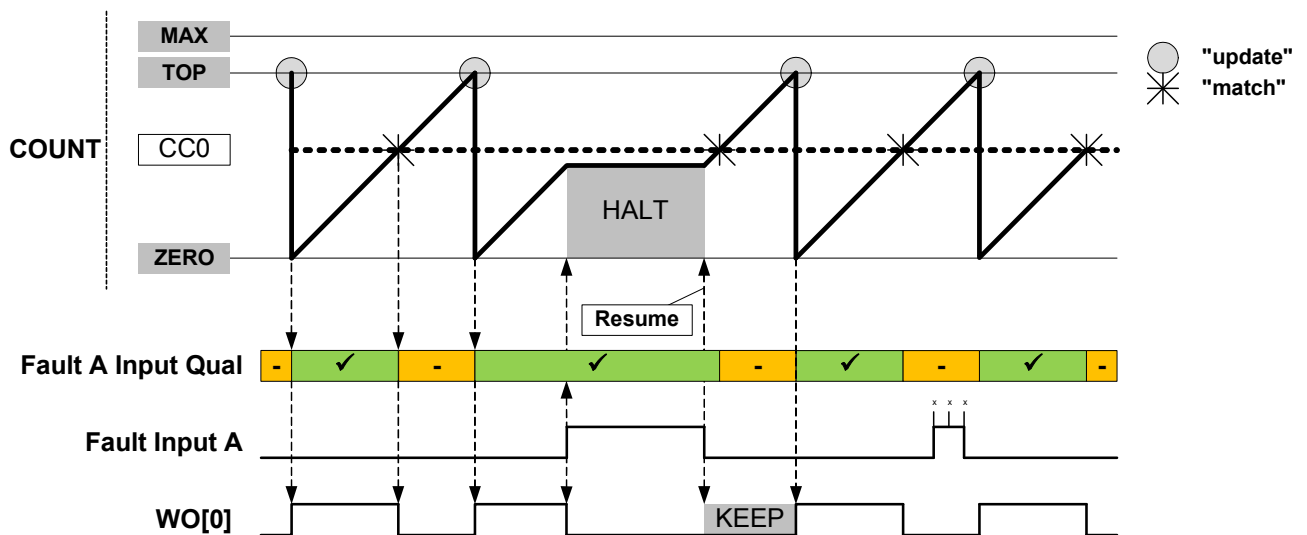 MAX
TOP
"update"
"match"
COUNT
CC0
HALT
ZERO
Resume
Fault A Input Qual
- ✓ - ✓ - ✓ - ✓ -
x x x
Fault Input A
WO[0]
KEEP